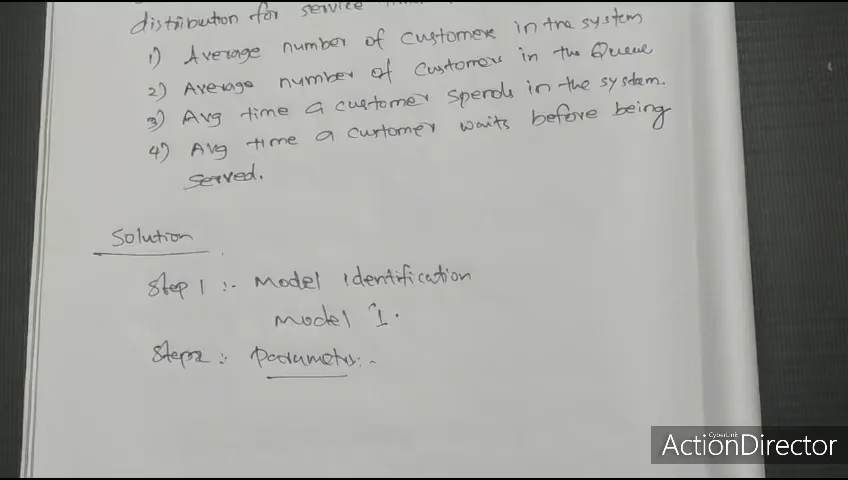 distribution for service
1) Average number of customers in the system
2) Average number of customers in the Queue
3) Avg time a customer spends in the system.
4) Avg time a customer waits before being
served.
Solution
Step 1 :- Model Identification
Model I.
Step 2 :- Parameters :-
CyberLink
ActionDirector